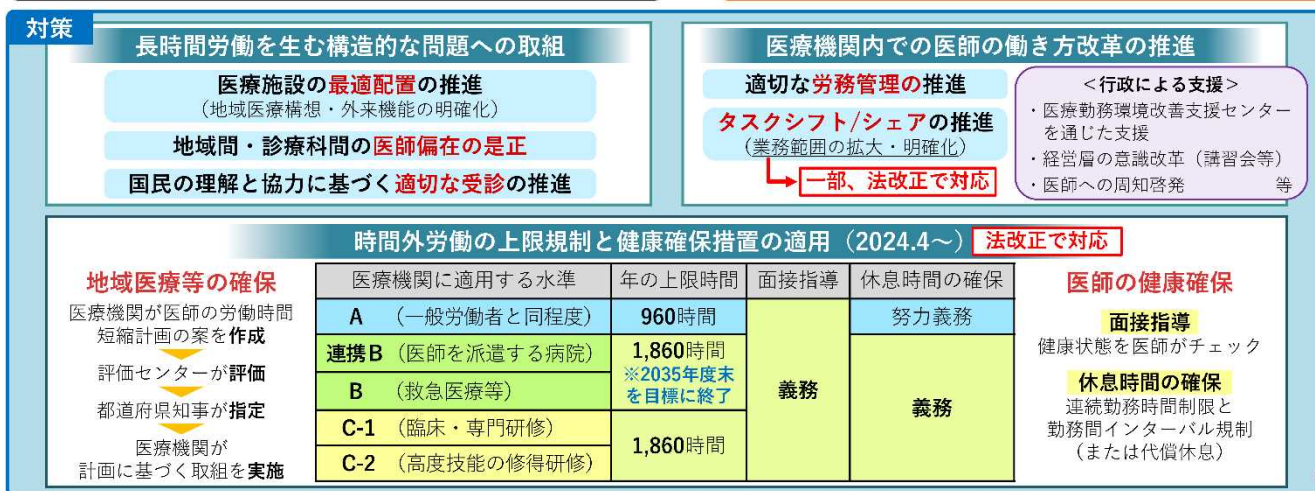 対策
長時間労働を生む構造的な問題への取組
医療施設の最適配置の推進
（地域医療構想・外来機能の明確化）
地域間・診療科間の医師偏在の是正
国民の理解と協力に基づく適切な受診の推進
医療機関内での医師の働き方改革の推進
適切な労務管理の推進
タスクシフト/シェアの推進
（業務範囲の拡大・明確化）
一部、法改正で対応
＜行政による支援＞
・医療勤務環境改善支援センター
を通じた支援
・経営層の意識改革（講習会等）
・医師への周知啓発　　　　　等
時間外労働の上限規制と健康確保措置の適用（2024.4～） 法改正で対応
地域医療等の確保
医療機関が医師の労働時間
短縮計画の案を作成
評価センターが評価
都道府県知事が指定
医療機関が
計画に基づく取組を実施
医療機関に適用する水準 年の上限時間 面接指導 休息時間の確保
A （一般労働者と同程度） 960時間 努力義務
連携B （医師を派遣する病院） 1,860時間
※2035年度末
を目標に終了
B （救急医療等）
義務
義務
C-1 （臨床・専門研修）
1,860時間
C-2 （高度技能の修得研修）
医師の健康確保
面接指導
健康状態を医師がチェック
休息時間の確保
連続勤務時間制限と
勤務間インターバル規制
（または代償休息）